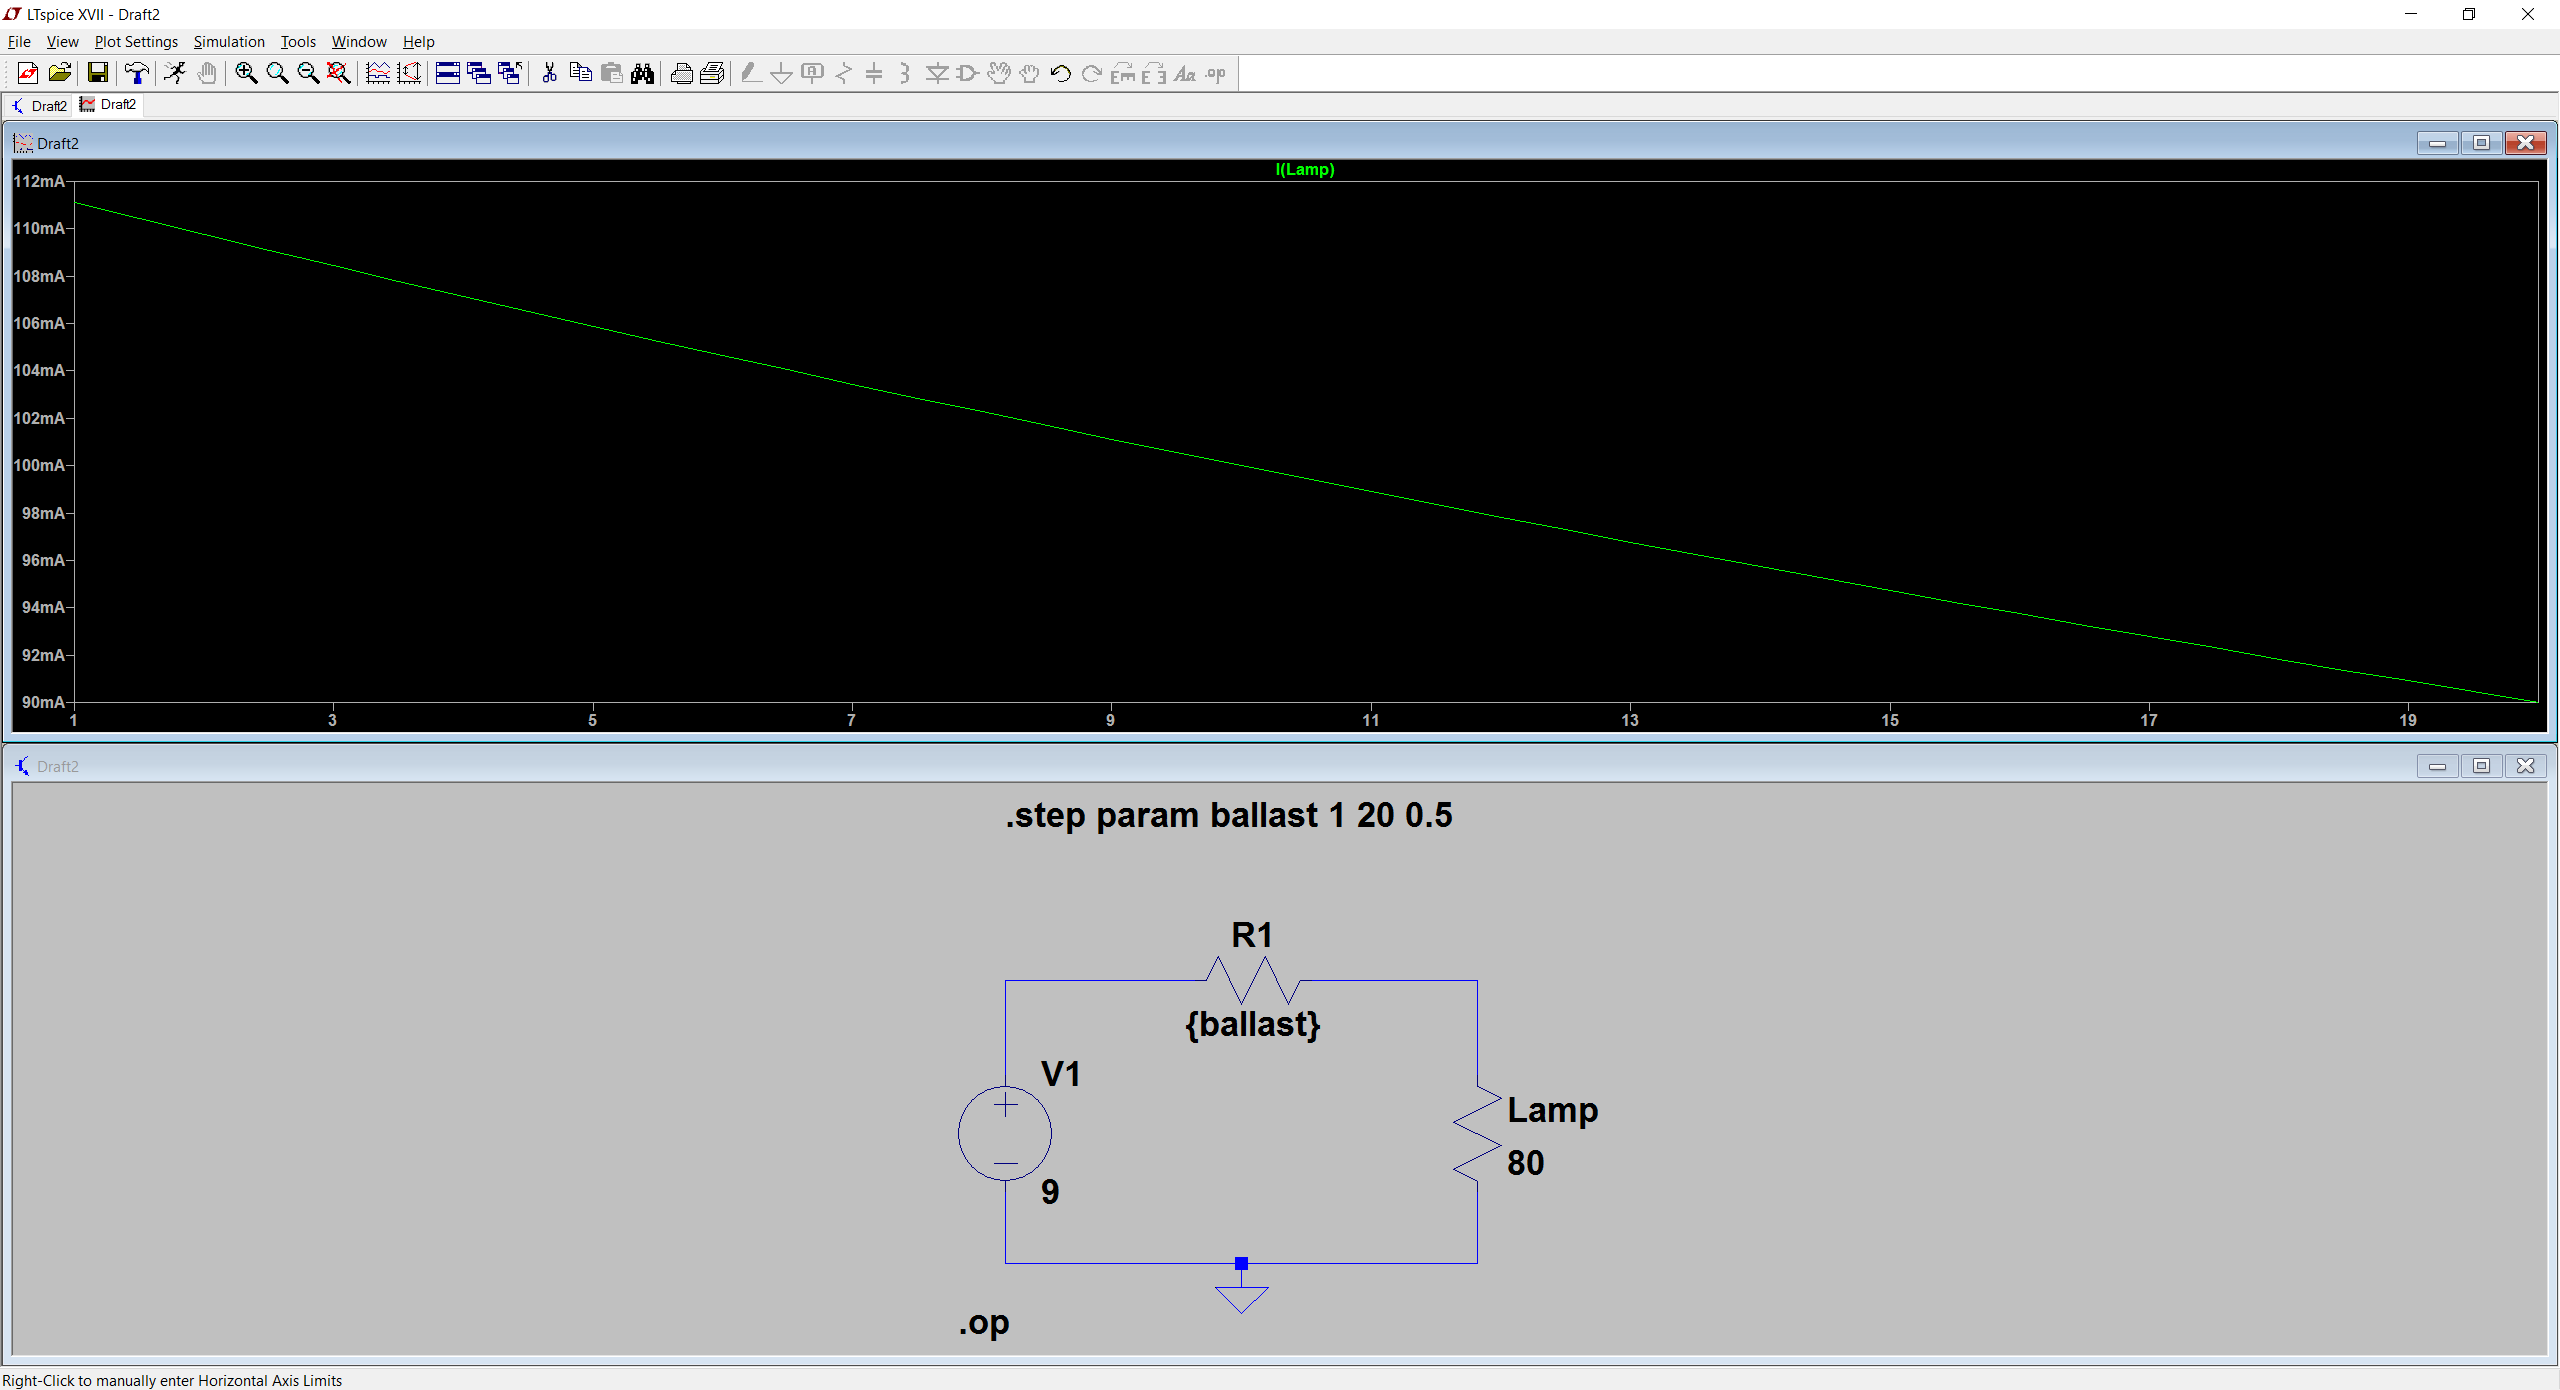 LTspice XVII - Draft2
File View Plot Settings Simulation Tools Window Help
Draft2 Draft2
Draft2
I(Lamp)
112mA
110mA
108mA
106mA
104mA
102mA
100mA
98mA
96mA
94mA
92mA
90mA
1 3 5 7 9 11 13 15 17 19
Draft2
.step param ballast 1 20 0.5
R1
{ballast}
V1
9
Lamp
80
.op
Right-Click to manually enter Horizontal Axis Limits